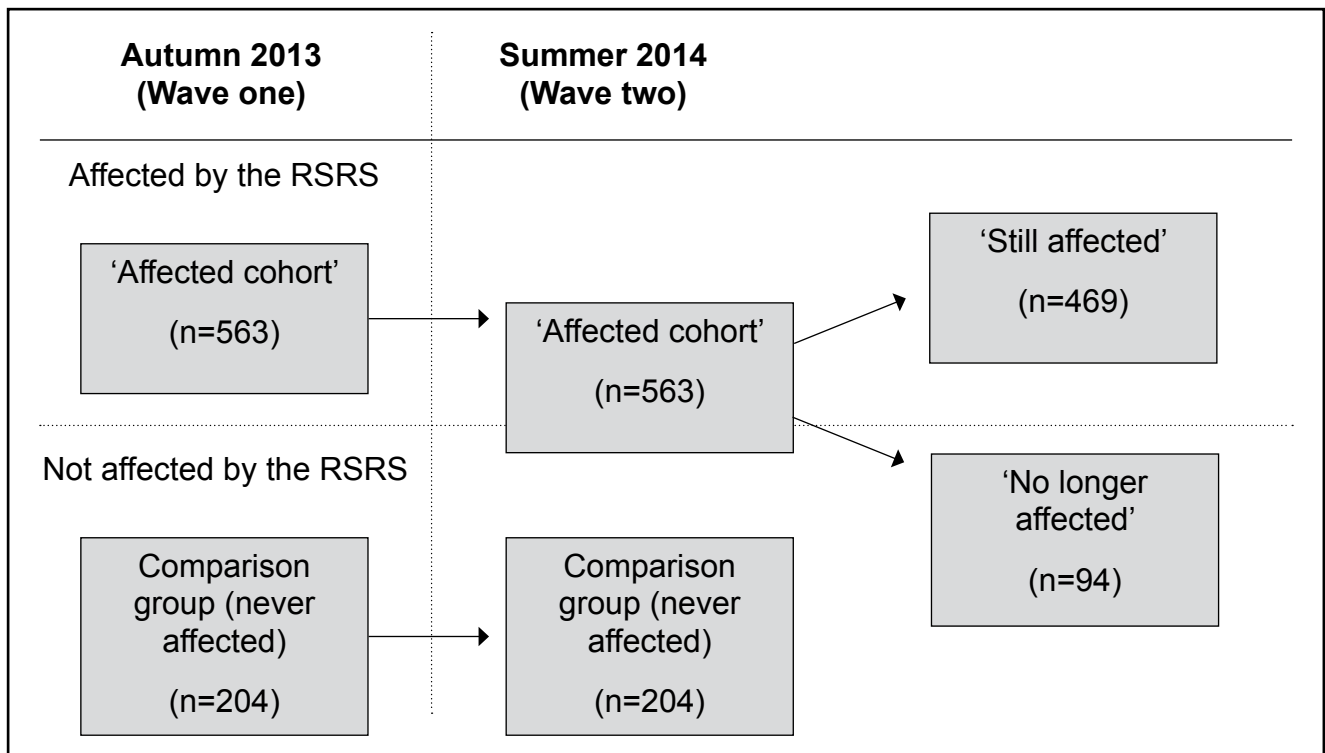 Autumn 2013
(Wave one)
Summer 2014
(Wave two)
Affected by the RSRS
‘Affected cohort’
(n=563)
‘Affected cohort’
(n=563)
‘Still affected’
(n=469)
Not affected by the RSRS
‘No longer
affected’
(n=94)
Comparison
group (never
affected)
(n=204)
Comparison
group (never
affected)
(n=204)